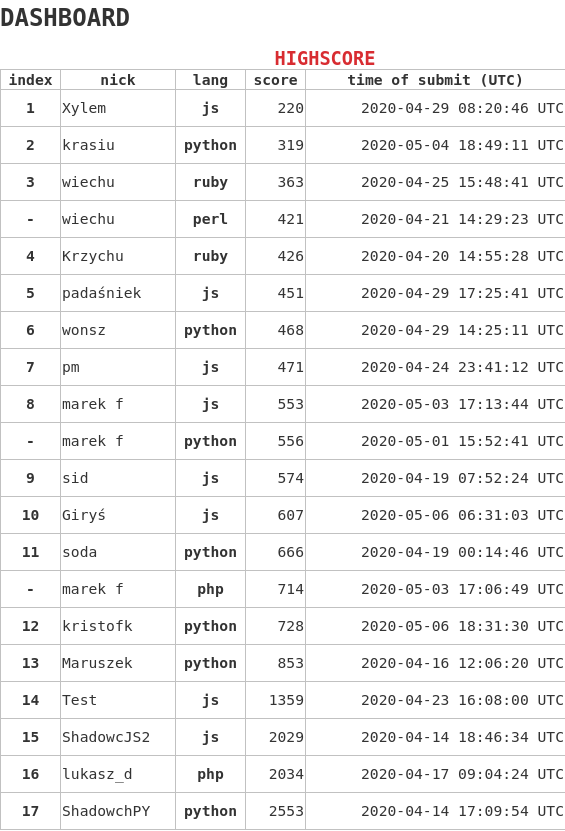 DASHBOARD
HIGHSCORE
index nick lang score time of submit (UTC)
1 Xylem js 220 2020-04-29 08:20:46 UTC
2 krasiu python 319 2020-05-04 18:49:11 UTC
3 wiechu ruby 363 2020-04-25 15:48:41 UTC
- wiechu perl 421 2020-04-21 14:29:23 UTC
4 Krzychu ruby 426 2020-04-20 14:55:28 UTC
5 padaśniek js 451 2020-04-29 17:25:41 UTC
6 wonsz python 468 2020-04-29 14:25:11 UTC
7 pm js 471 2020-04-24 23:41:12 UTC
8 marek f js 553 2020-05-03 17:13:44 UTC
- marek f python 556 2020-05-01 15:52:41 UTC
9 sid js 574 2020-04-19 07:52:24 UTC
10 Giryś js 607 2020-05-06 06:31:03 UTC
11 soda python 666 2020-04-19 00:14:46 UTC
- marek f php 714 2020-05-03 17:06:49 UTC
12 kristofk python 728 2020-05-06 18:31:30 UTC
13 Maruszek python 853 2020-04-16 12:06:20 UTC
14 Test js 1359 2020-04-23 16:08:00 UTC
15 ShadowcJS2 js 2029 2020-04-14 18:46:34 UTC
16 lukasz_d php 2034 2020-04-17 09:04:24 UTC
17 ShadowchPY python 2553 2020-04-14 17:09:54 UTC